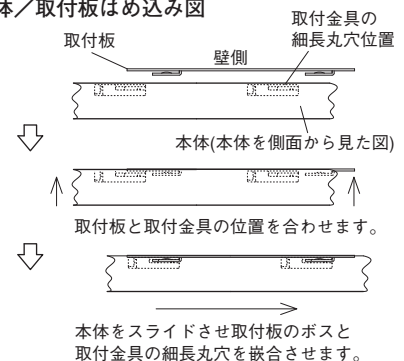 体／取付板はめ込み図
取付金具の
細長丸穴位置
取付板
壁側
本体(本体を側面から見た図)
取付板と取付金具の位置を合わせます。
本体をスライドさせ取付板のボスと
取付金具の細長丸穴を嵌合させます。